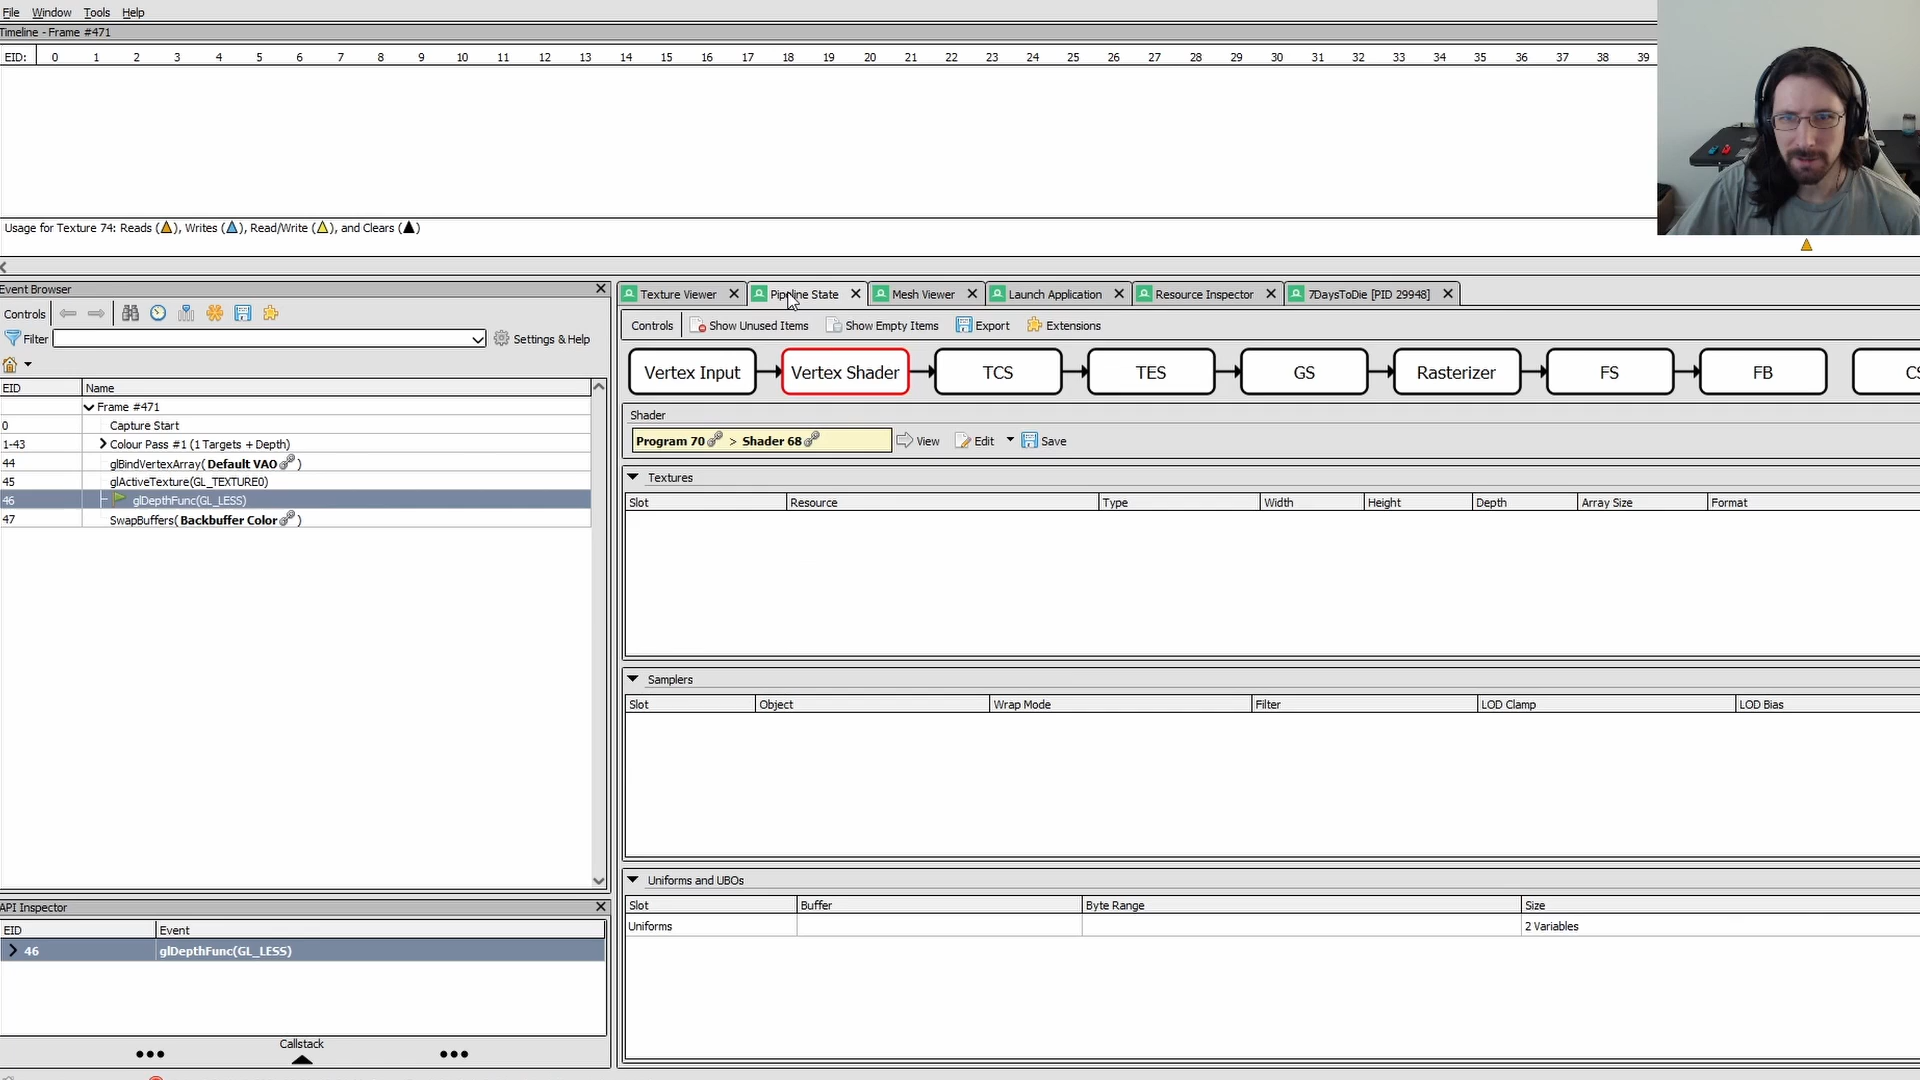 File Window Tools Help
Timeline - Frame #471
EID: 0 1 2 3 4 5 6 7 8 9 10 11 12 13 14 15 16 17 18 19 20 21 22 23 24 25 26 27 28 29 30 31 32 33 34 35 36 37 38 39
Usage for Texture 74: Reads ( ), Writes ( ), Read/Write ( ), and Clears ( )
Event Browser
Controls
Filter Settings & Help
EID Name
Frame #471
0 Capture Start
1-43 Colour Pass #1 (1 Targets + Depth)
44 glBindVertexArray( Default VAO )
45 glActiveTexture(GL_TEXTURE0)
46 glDepthFunc(GL_LESS)
47 SwapBuffers( Backbuffer Color )
API Inspector
EID Event
46 glDepthFunc(GL_LESS)
Callstack
Texture Viewer Pipeline State Mesh Viewer Launch Application Resource Inspector 7DaysToDie [PID 29948]
Controls Show Unused Items Show Empty Items Export Extensions
Vertex Input Vertex Shader TCS TES GS Rasterizer FS FB
Shader
Program 70 > Shader 68 View Edit Save
Textures
Slot Resource Type Width Height Depth Array Size Format
Samplers
Slot Object Wrap Mode Filter LOD Clamp LOD Bias
Uniforms and UBOs
Slot Buffer Byte Range Size
Uniforms 2 Variables